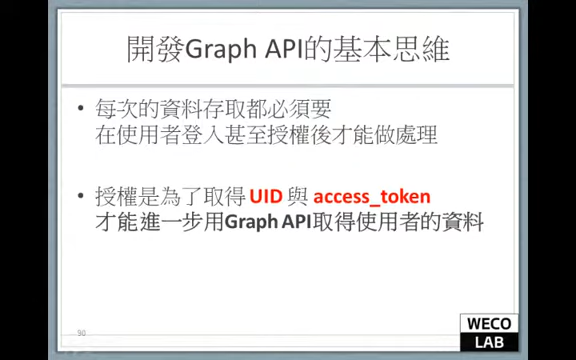 開發Graph API的基本思維
• 每次的資料存取都必須要
在使用者登入甚至授權後才能做處理
• 授權是為了取得 UID 與 access_token
才能進一步用Graph API取得使用者的資料
90
WECO
LAB